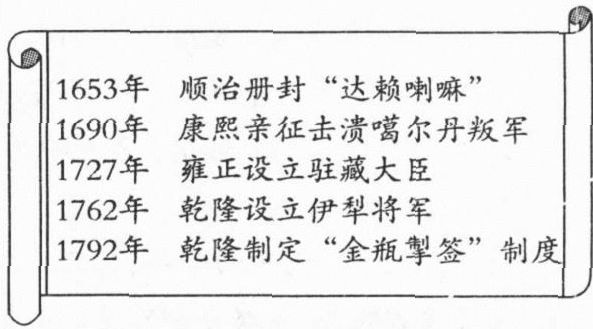 1653年 顺治册封“达赖喇嘛”
1690年 康熙亲征击溃噶尔丹叛军
1727年 雍正设立驻藏大臣
1762年 乾隆设立伊犁将军
1792年 乾隆制定“金瓶掣签”制度